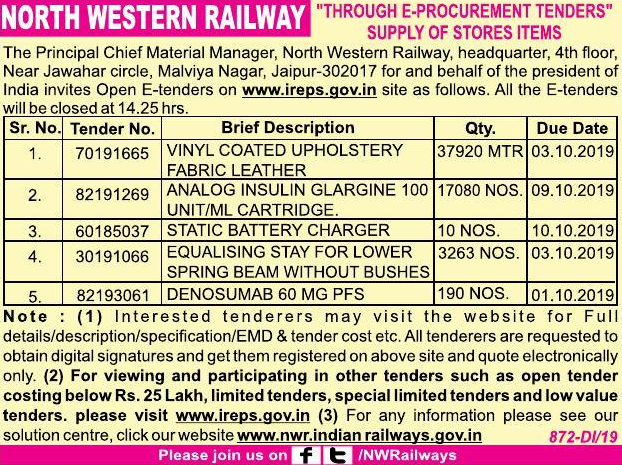 NORTH WESTERN RAILWAY "THROUGH E-PROCUREMENT TENDERS"
SUPPLY OF STORES ITEMS
The Principal Chief Material Manager, North Western Railway, headquarter, 4th floor,
Near Jawahar circle, Malviya Nagar, Jaipur-302017 for and behalf of the president of
India invites Open E-tenders on www.ireps.gov.in site as follows. All the E-tenders
will be closed at 14.25 hrs.
Sr. No. Tender No. Brief Description Qty. Due Date
1. 70191665 VINYL COATED UPHOLSTERY 37920 MTR 03.10.2019
FABRIC LEATHER
2. 82191269 ANALOG INSULIN GLARGINE 100 17080 NOS. 09.10.2019
UNIT/ML CARTRIDGE.
3. 60185037 STATIC BATTERY CHARGER 10 NOS. 10.10.2019
4. 30191066 EQUALISING STAY FOR LOWER 3263 NOS. 03.10.2019
SPRING BEAM WITHOUT BUSHES
5. 82193061 DENOSUMAB 60 MG PFS 190 NOS. 01.10.2019
Note : (1) Interested tenderers may visit the website for Full
details/description/specification/EMD & tender cost etc. All tenderers are requested to
obtain digital signatures and get them registered on above site and quote electronically
only. (2) For viewing and participating in other tenders such as open tender
costing below Rs. 25 Lakh, limited tenders, special limited tenders and low value
tenders. please visit www.ireps.gov.in (3) For any information please see our
solution centre, click our website www.nwr.indian railways.gov.in 872-DI/19
Please join us on f t /NWRailways